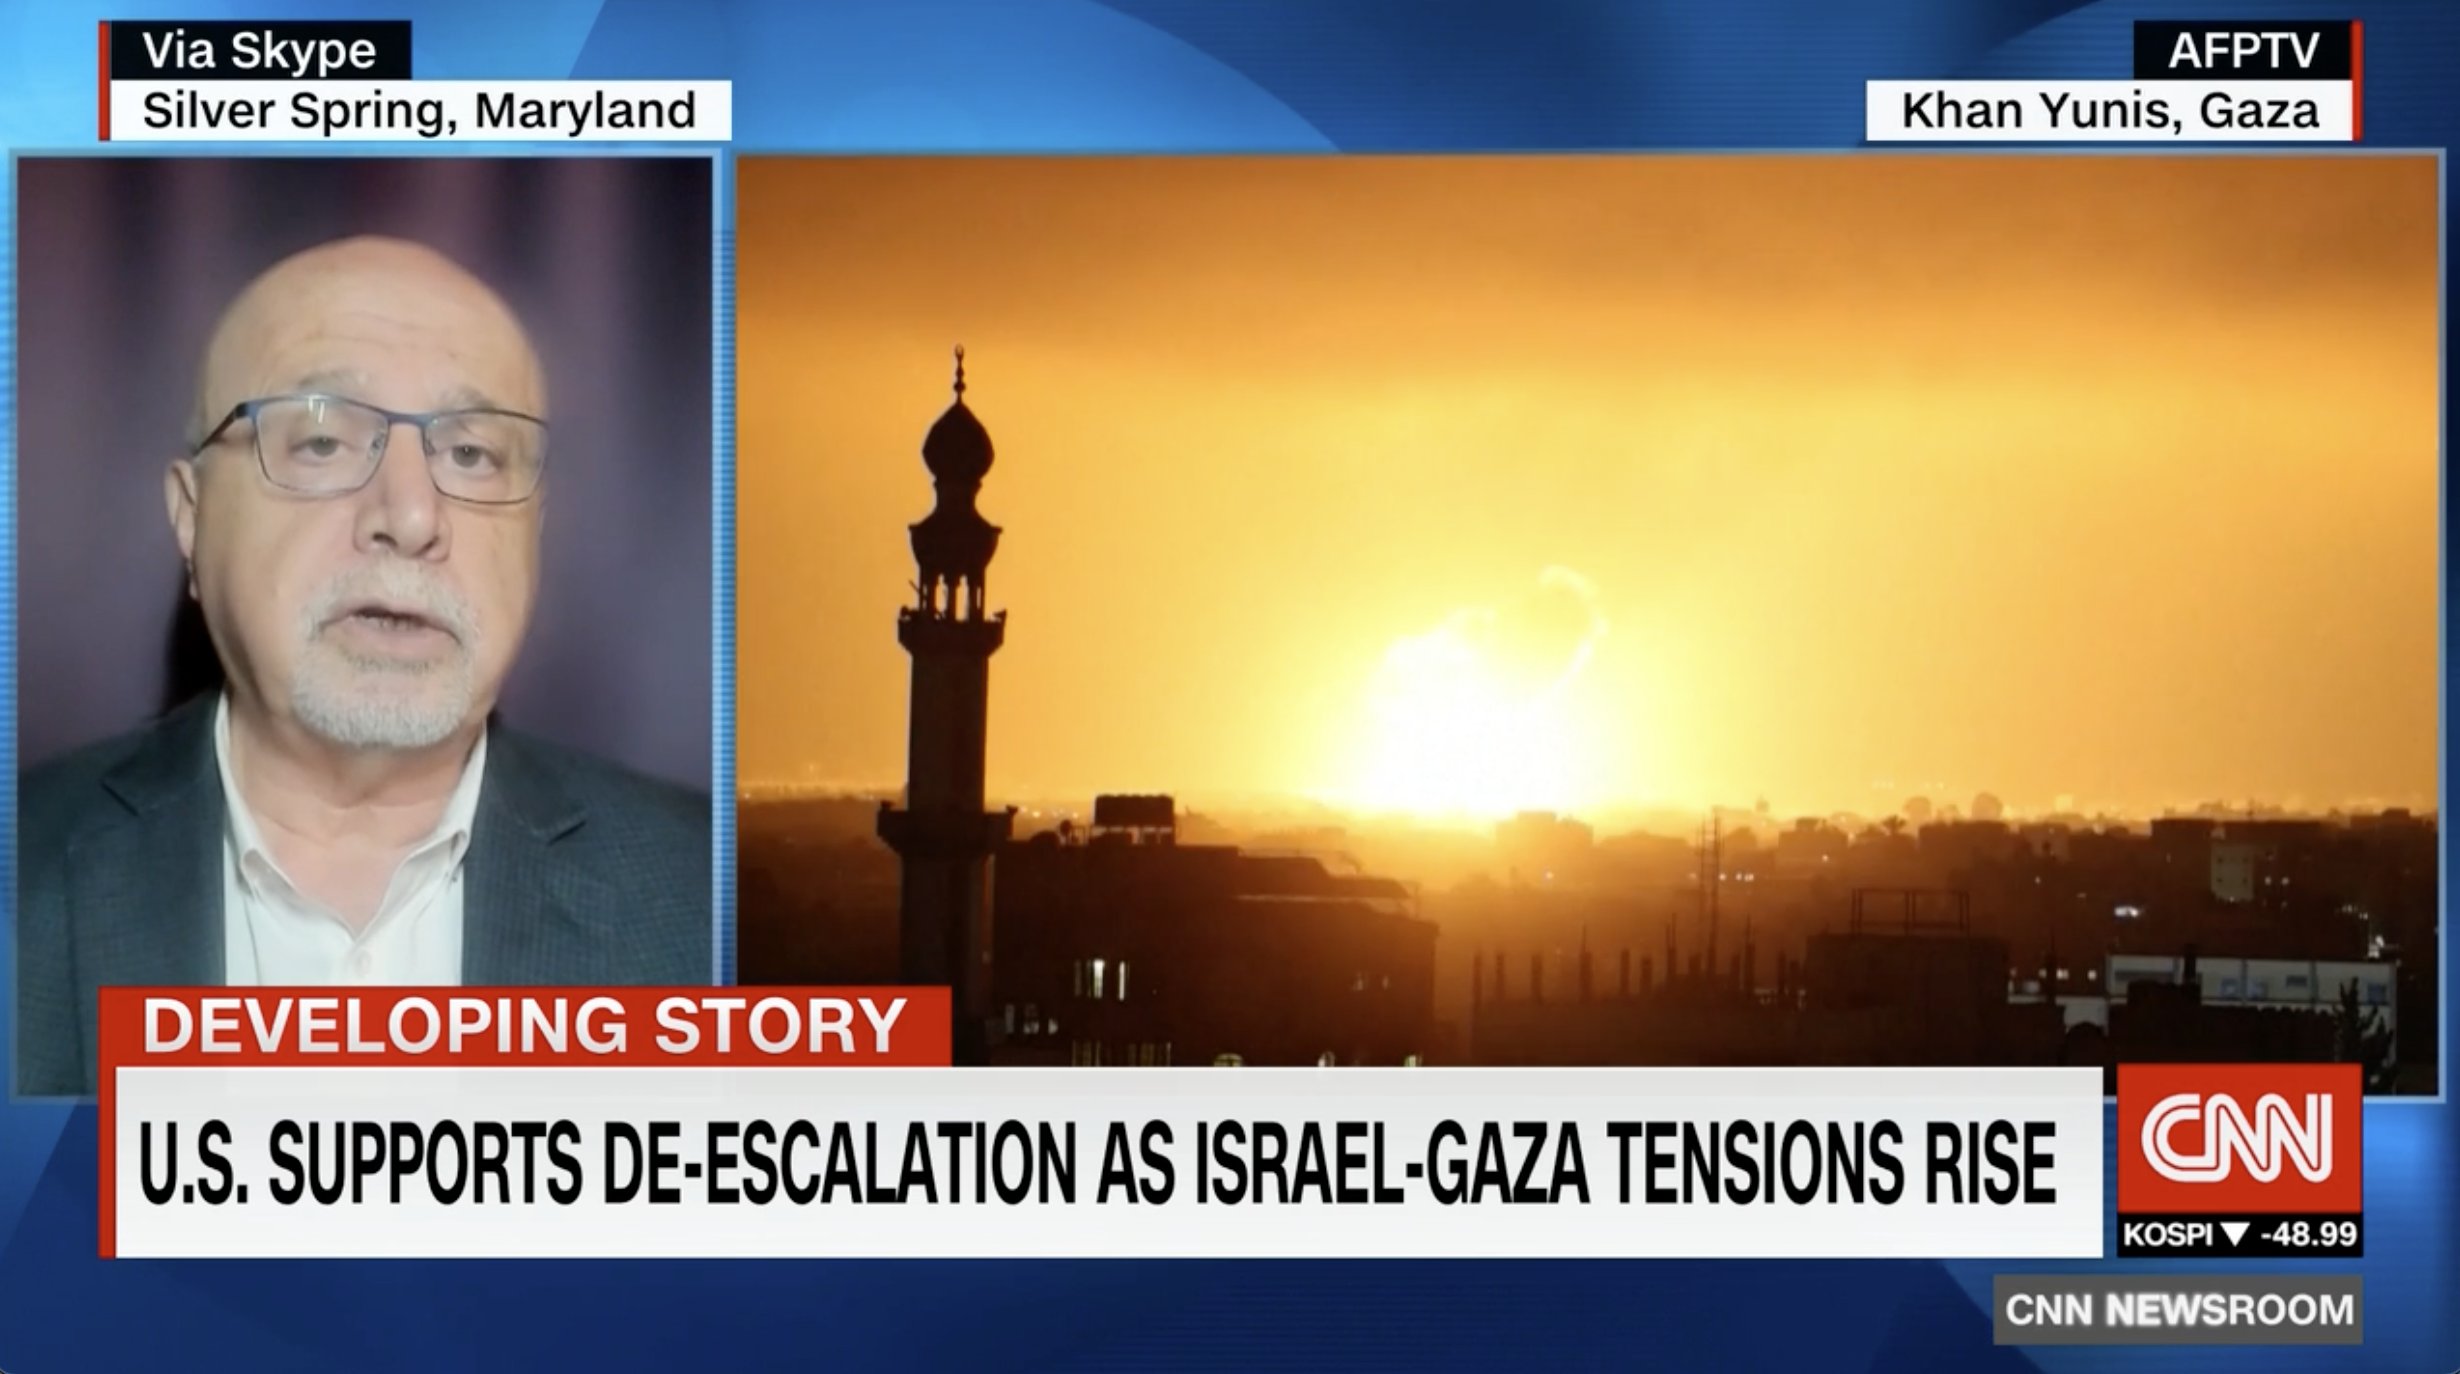 Via Skype
Silver Spring, Maryland
AFPTV
Khan Yunis, Gaza
DEVELOPING STORY
U.S. SUPPORTS DE-ESCALATION AS ISRAEL-GAZA TENSIONS RISE
CNN
KOSPI ▼ -48.99
CNN NEWSROOM